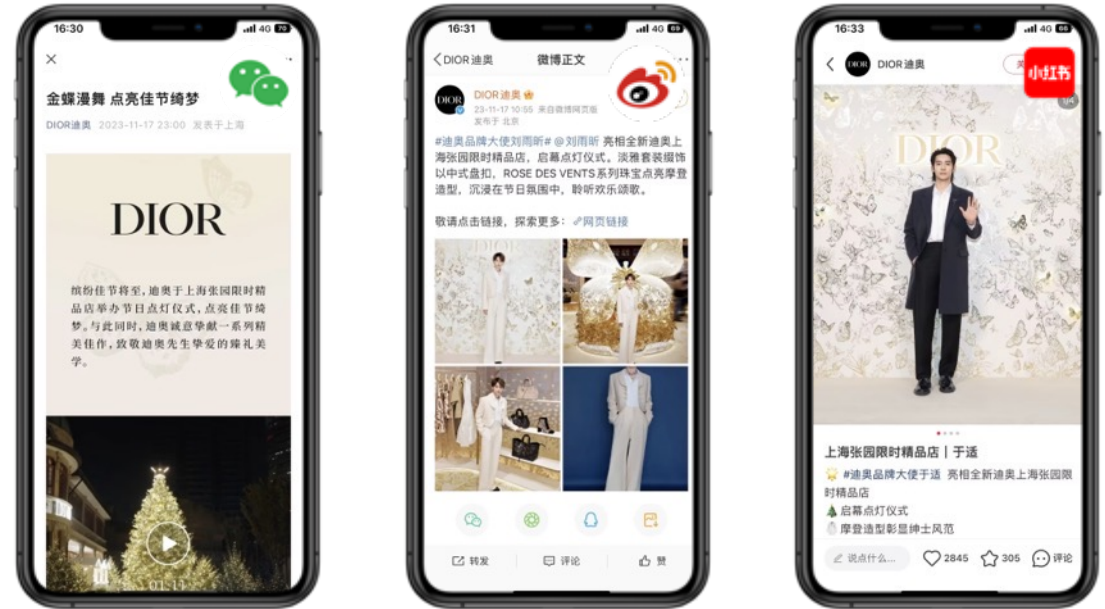 16:30
4G 70
金蝶漫舞 点亮佳节绮梦
DIOR迪奥 2023-11-17 23:00 发表于上海
DIOR
缤纷佳节将至，迪奥于上海张园限时精
品店举办节日点灯仪式，点亮佳节绮
梦。与此同时，迪奥诚意挚献一系列精
美佳作，致敬迪奥先生挚爱的臻礼美
学。
01:11
16:31
4G 69
DIOR迪奥
微博正文
DIOR
DIOR迪奥
23-11-17 10:55 来自微博网页版
发布于 北京
#迪奥品牌大使刘雨昕# @刘雨昕 亮相全新迪奥上
海张园限时精品店，启幕点灯仪式。淡雅套装缀饰
以中式盘扣，ROSE DES VENTS系列珠宝点亮摩登
造型，沉浸在节日氛围中，聆听欢乐颂歌。
敬请点击链接，探索更多： 网页链接
DIOR
转发
评论
赞
16:33
4G 68
DIOR
DIOR迪奥
小红书
1/4
DIOR
上海张园限时精品店｜于适
#迪奥品牌大使于适 亮相全新迪奥上海张园限
时精品店
启幕点灯仪式
摩登造型彰显绅士风范
说点什么...
2845
305
评论